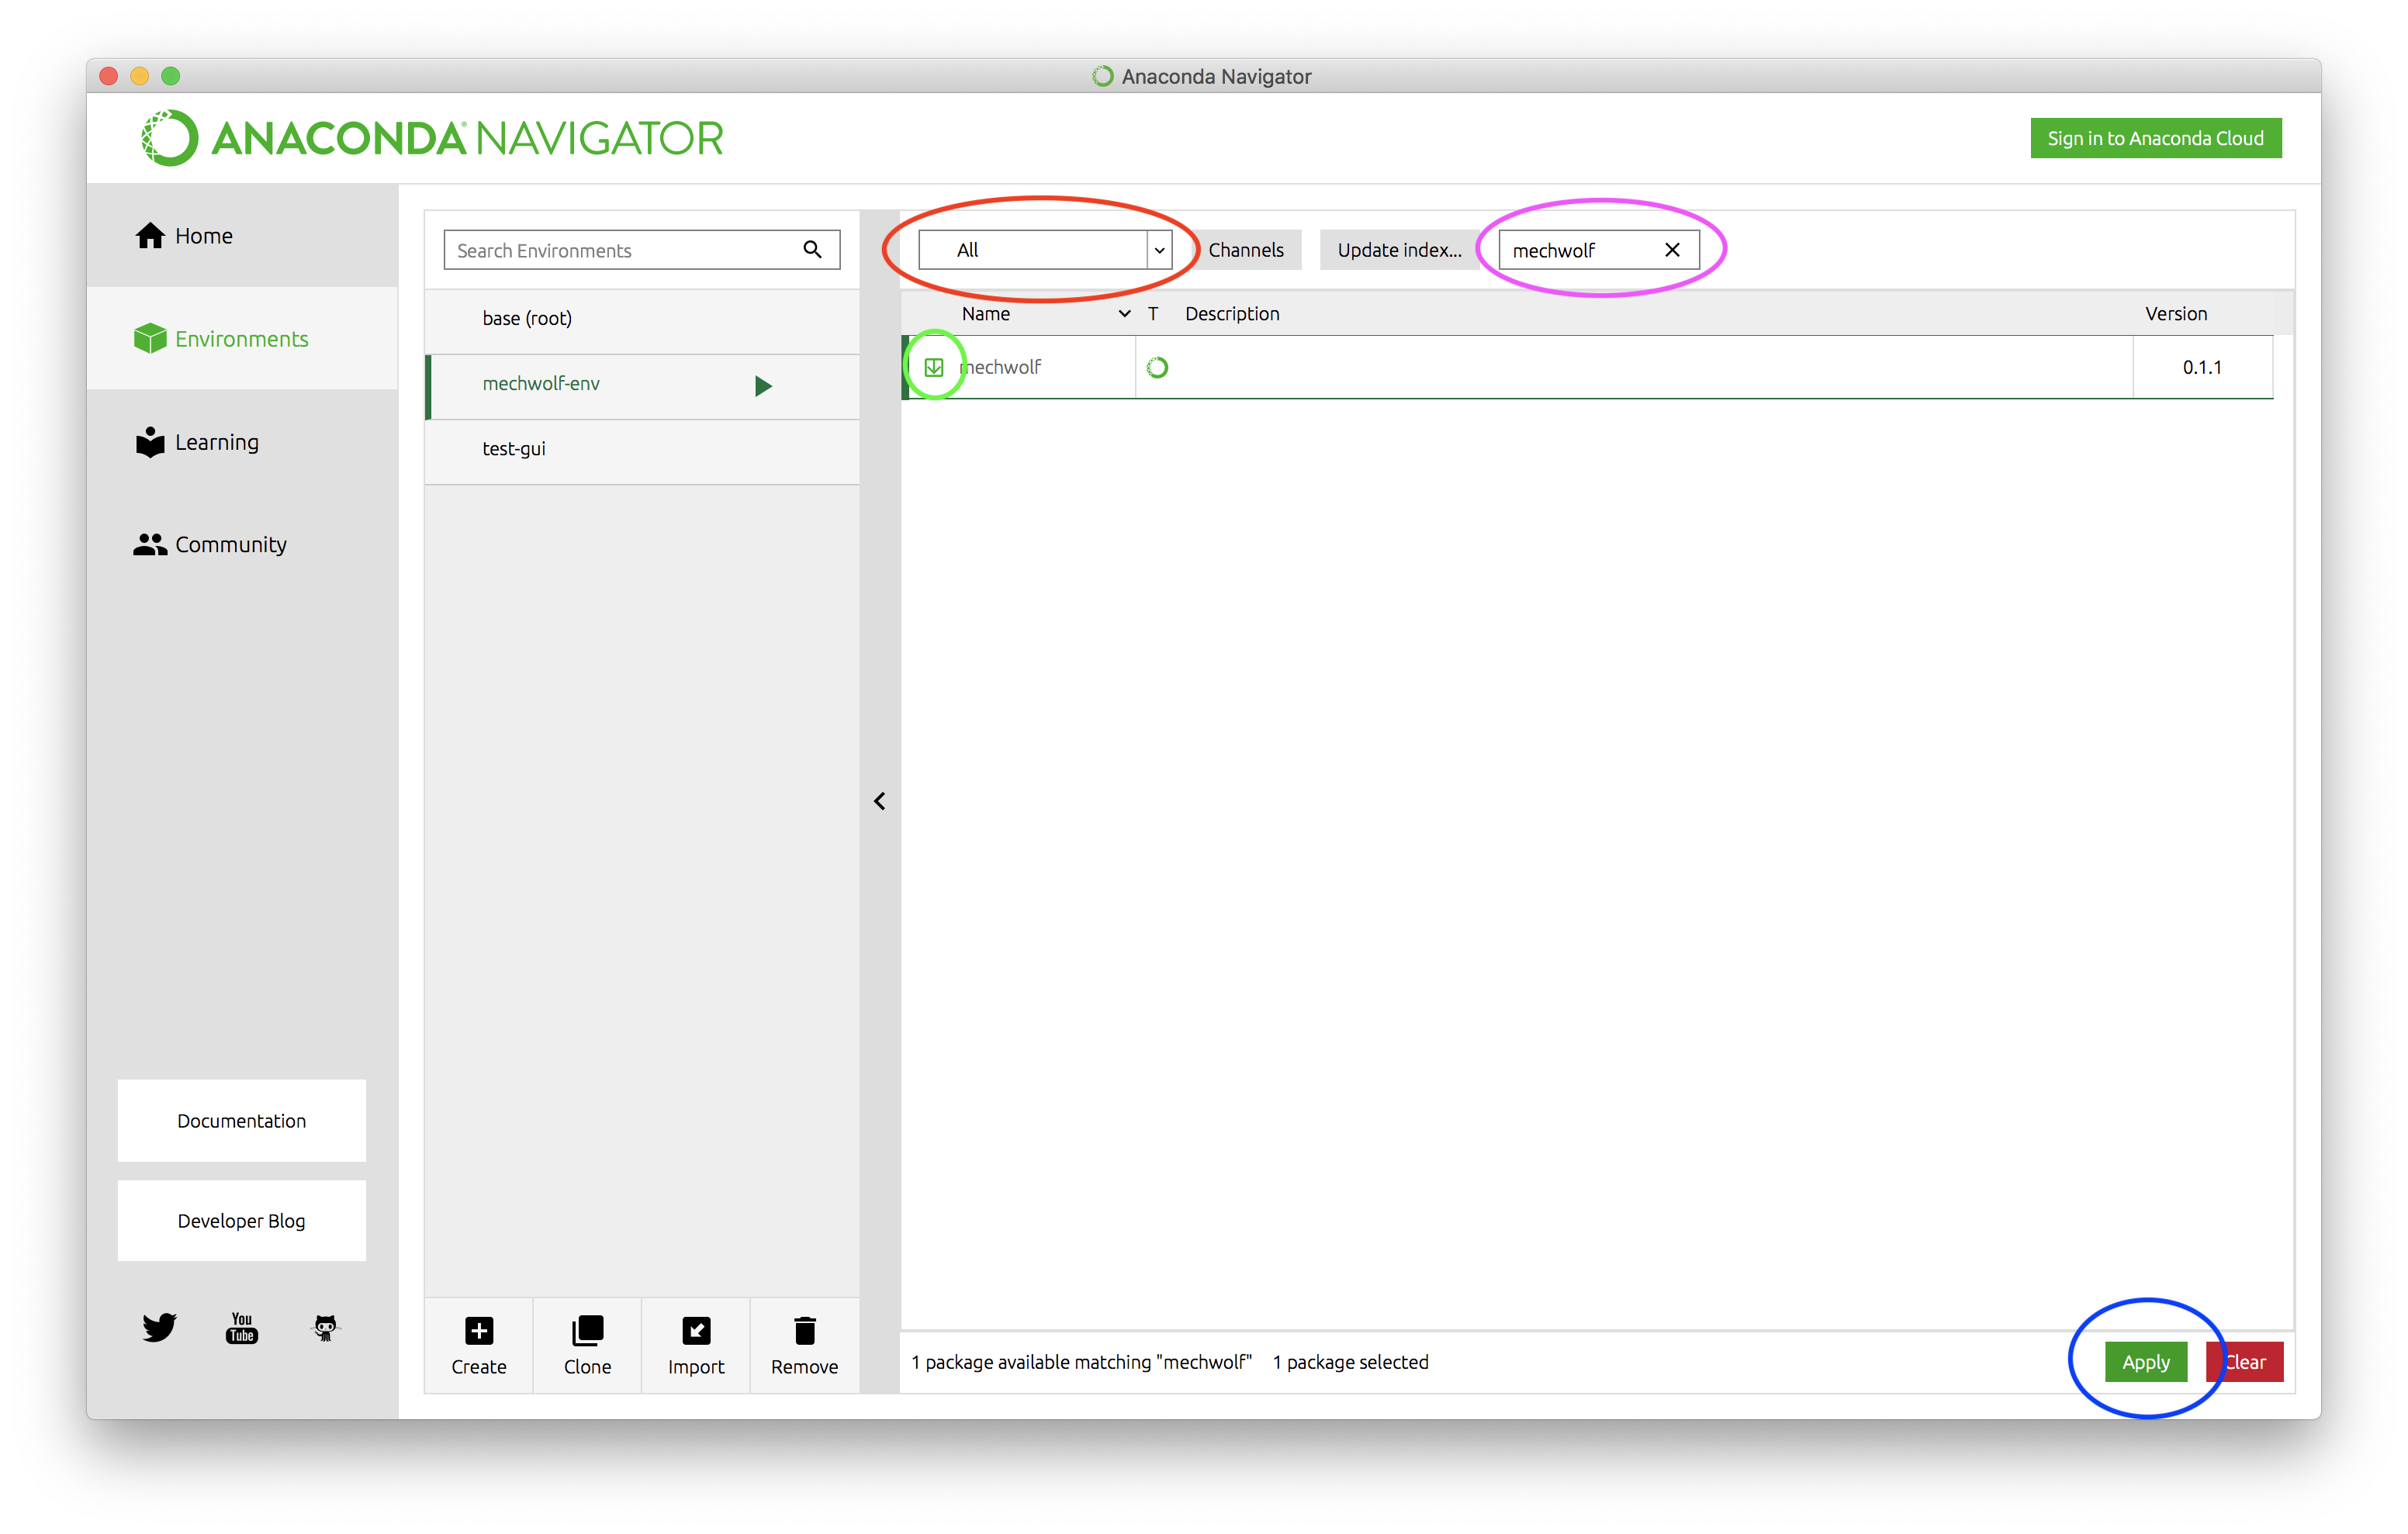 Anaconda Navigator
ANACONDA® NAVIGATOR
Sign in to Anaconda Cloud
Home
Environments
Learning
Community
Documentation
Developer Blog
You
Tube
Search Environments
base (root)
mechwolf-env
test-gui
Create
Clone
Import
Remove
All
Channels
Update index...
mechwolf
Name T Description Version
mechwolf 0.1.1
1 package available matching "mechwolf" 1 package selected
Apply
Clear